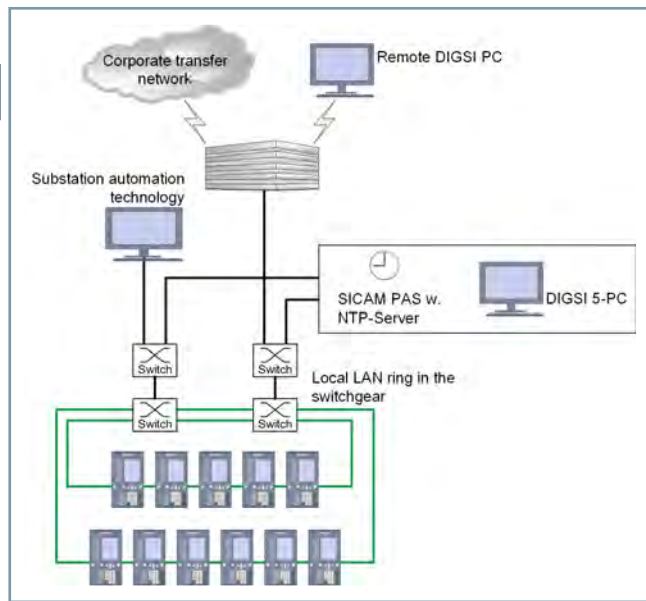 Corporate transfer
network
Remote DIGSI PC
Substation automation
technology
SICAM PAS w.
NTP-Server
DIGSI 5-PC
Switch
Switch
Local LAN ring in the
switchgear
Switch
Switch